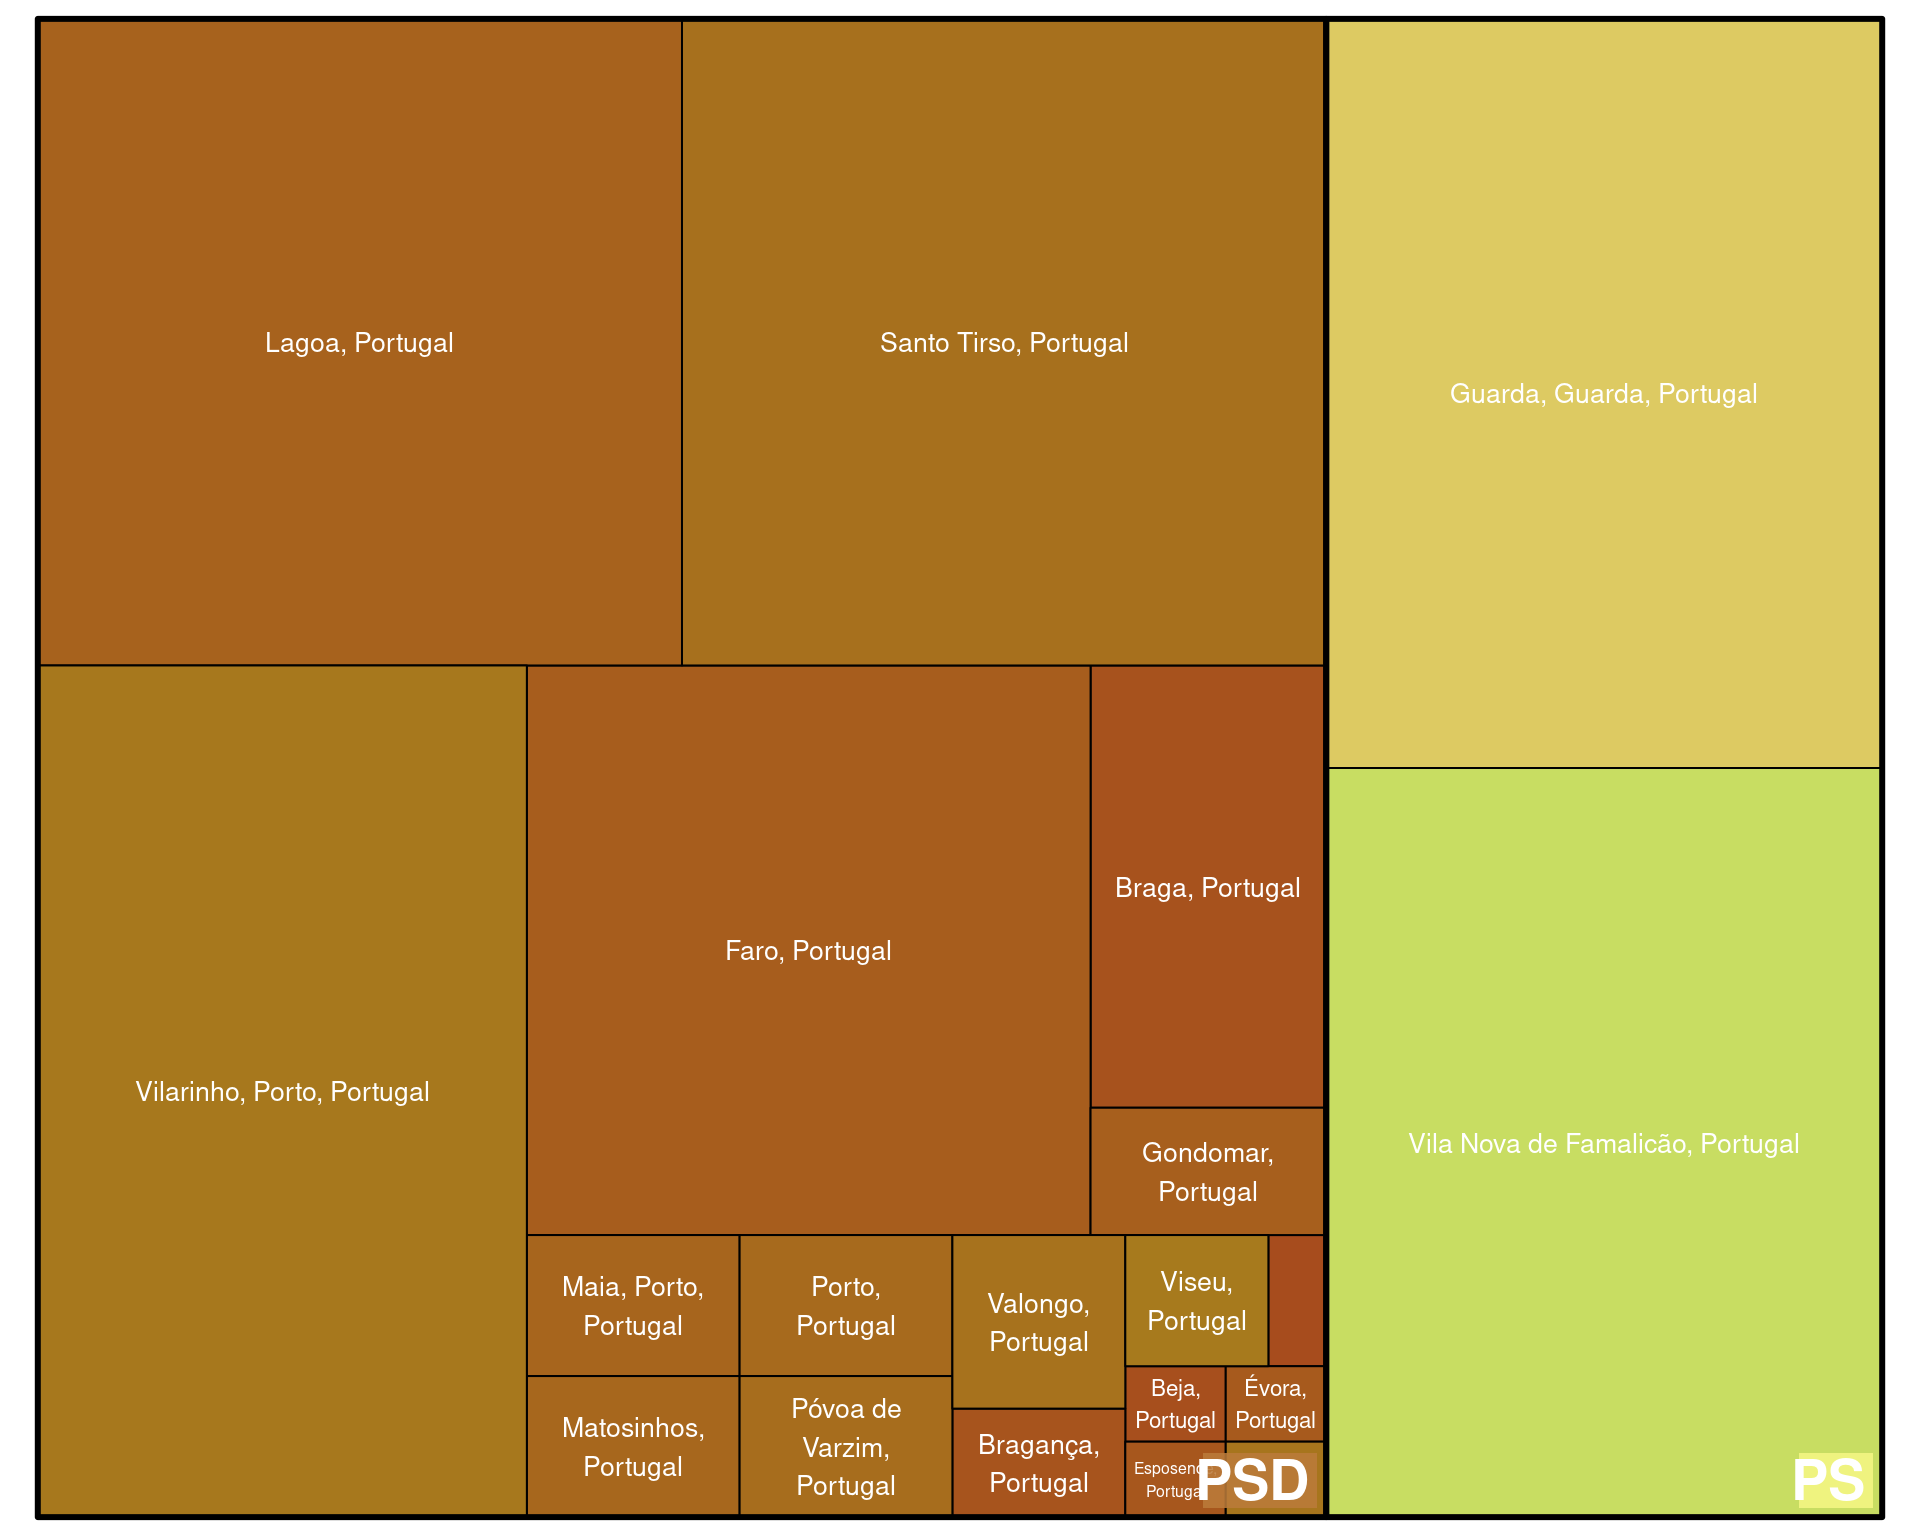 Lagoa, Portugal
Santo Tirso, Portugal
Guarda, Guarda, Portugal
Vilarinho, Porto, Portugal
Faro, Portugal
Braga, Portugal
Gondomar,
Portugal
Vila Nova de Famalicão, Portugal
Maia, Porto,
Portugal
Porto,
Portugal
Valongo,
Portugal
Viseu,
Portugal
Matosinhos,
Portugal
Póvoa de
Varzim,
Portugal
Bragança,
Portugal
Beja,
Portugal
Évora,
Portugal
Esposende,
Portugal
PSD
PS